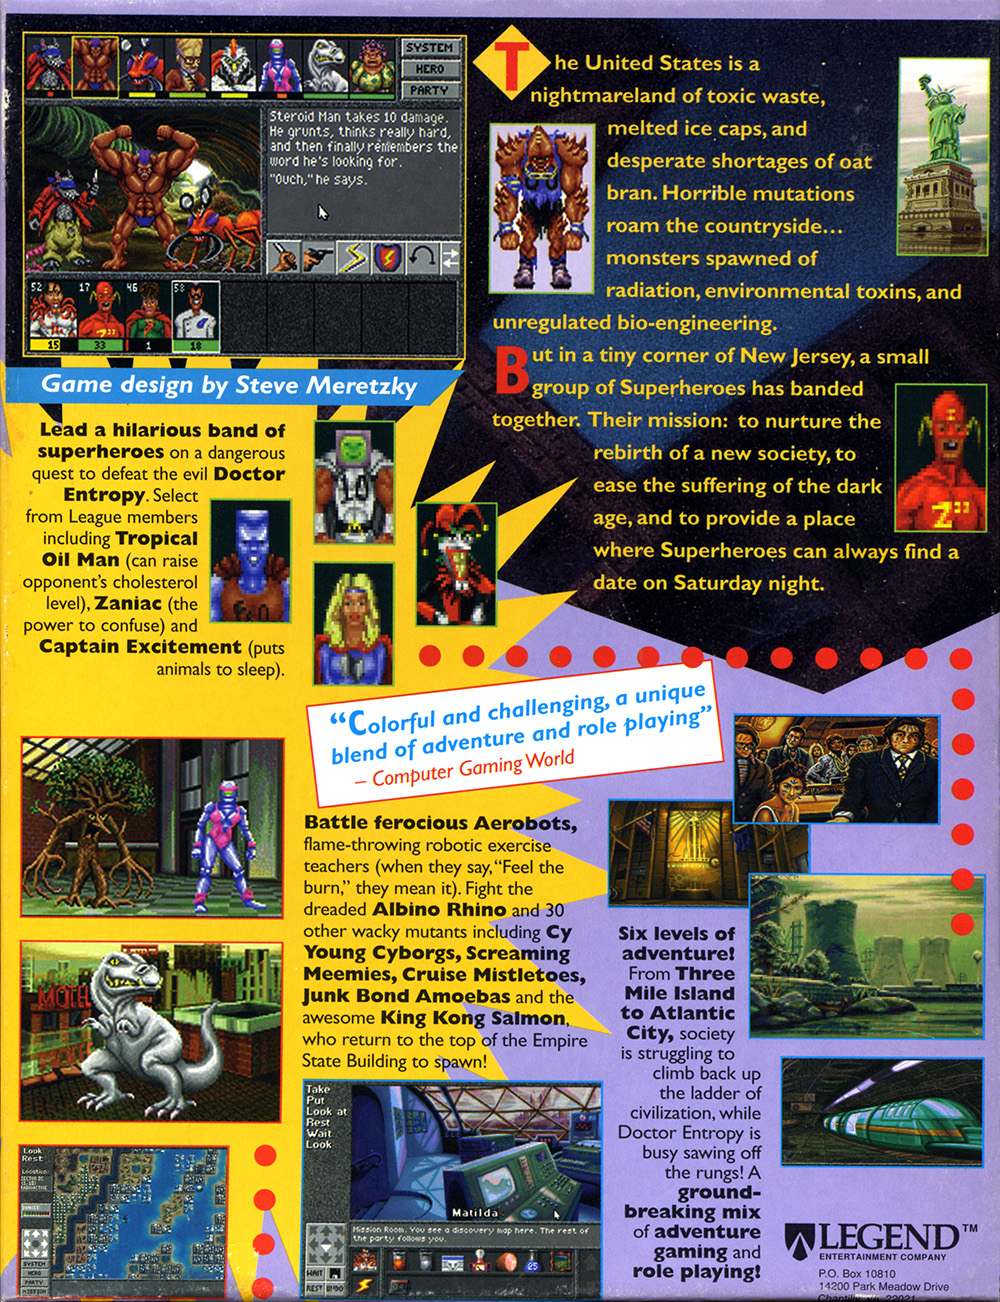 SYSTEM
HERO
PARTY
Steroid Man takes 10 damage.
He grunts, thinks really hard,
and then finally remembers the
word he's looking for.
"Ouch," he says.
52 17 46 58
15 33 1 18
Game design by Steve Meretzky
The United States is a
nightmareland of toxic waste,
melted ice caps, and
desperate shortages of oat
bran. Horrible mutations
roam the countryside...
monsters spawned of
radiation, environmental toxins, and
unregulated bio-engineering.
But in a tiny corner of New Jersey, a small
group of Superheroes has banded
together. Their mission: to nurture the
rebirth of a new society, to
ease the suffering of the dark
age, and to provide a place
where Superheroes can always find a
date on Saturday night.
Lead a hilarious band of
superheroes on a dangerous
quest to defeat the evil Doctor
Entropy. Select
from League members
including Tropical
Oil Man (can raise
opponent's cholesterol
level), Zaniac (the
power to confuse) and
Captain Excitement (puts
animals to sleep).
10
Z"
"Colorful and challenging, a unique
blend of adventure and role playing"
– Computer Gaming World
Battle ferocious Aerobots,
flame-throwing robotic exercise
teachers (when they say, "Feel the
burn," they mean it). Fight the
dreaded Albino Rhino and 30
other wacky mutants including Cy
Young Cyborgs, Screaming
Meemies, Cruise Mistletoes,
Junk Bond Amoebas and the
awesome King Kong Salmon,
who return to the top of the Empire
State Building to spawn!
MOTEL
Look
Rest
Location:
SYSTEM
HERO
PARTY
MISSION
Take
Put
Look at
Rest
Wait
Look
Matilda
Mission Room. You see a discovery map here. The rest of
the party follows you.
WAIT
REST UNDO
25
Six levels of
adventure!
From Three
Mile Island
to Atlantic
City, society
is struggling to
climb back up
the ladder of
civilization, while
Doctor Entropy is
busy sawing off
the rungs! A
ground-
breaking mix
of adventure
gaming and
role playing!
LEGEND™
ENTERTAINMENT COMPANY
P.O. Box 10810
14200 Park Meadow Drive
Chantilly, VA 22021